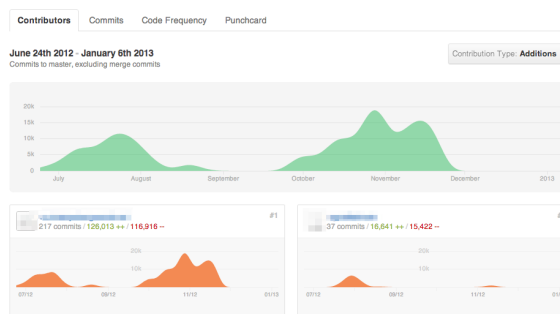 Contributors Commits Code Frequency Punchcard
June 24th 2012 - January 6th 2013
Commits to master, excluding merge commits
Contribution Type: Additions
20k
15k
10k
5k
0
July August September October November December 2013
#1
217 commits / 126,013 ++ / 116,916 --
20k
10k
07/12 09/12 11/12 01/13
37 commits / 16,641 ++ / 15,422 --
20k
10k
07/12 09/12 11/12 01/13